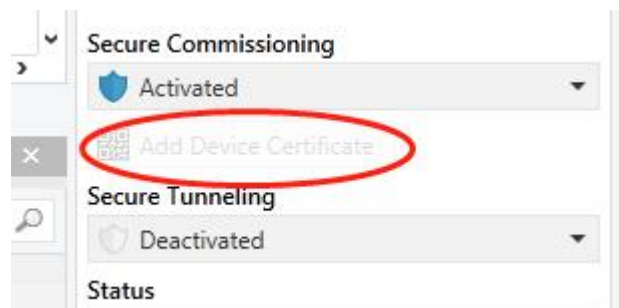 Secure Commissioning
Activated
Add Device Certificate
Secure Tunneling
Deactivated
Status